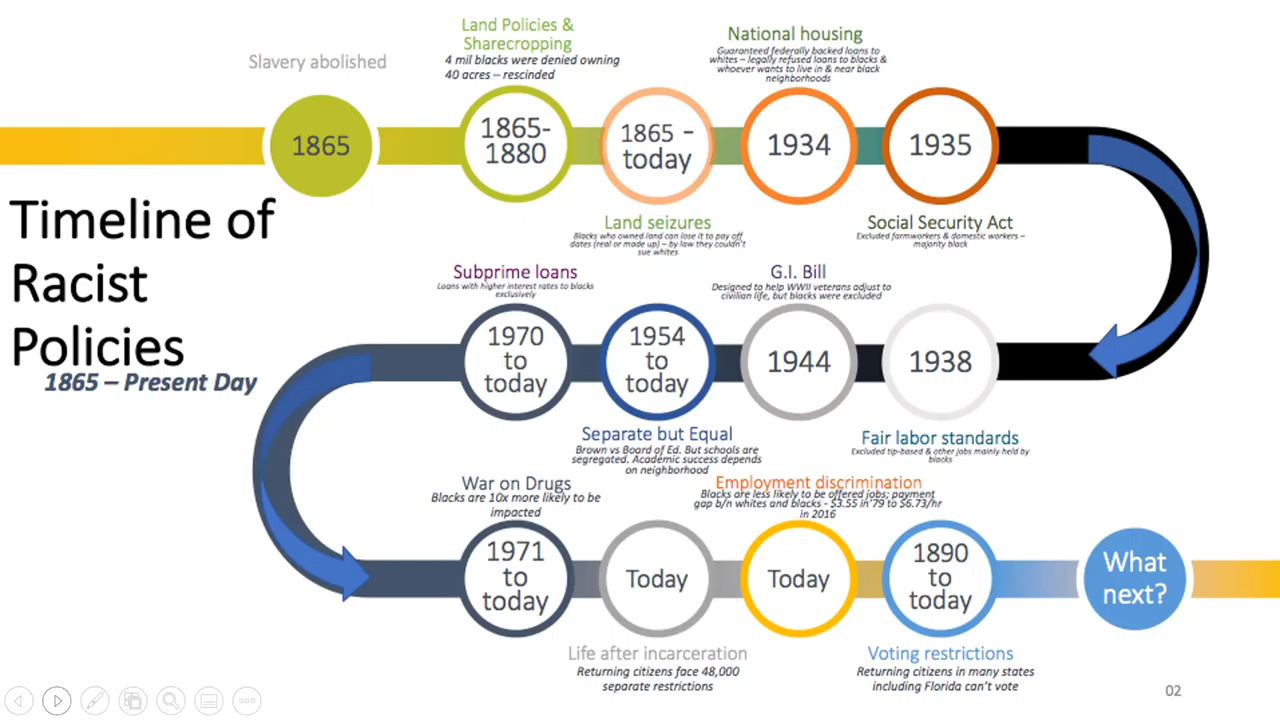 Timeline of
Racist
Policies
1865 – Present Day
Slavery abolished
1865
Land Policies &
Sharecropping
4 mil blacks were denied owning
40 acres – rescinded
1865-
1880
1865 –
today
Land seizures
Blacks who owned land can lose it to pay off
dates (real or made up) – by law they couldn't
sue whites
National housing
Guaranteed federally backed loans to
whites – legally refused loans to blacks &
whoever wants to live in & near black
neighborhoods
1934
1935
Social Security Act
Excluded farmworkers & domestic workers –
majority black
1938
Fair labor standards
Excluded tip-based & other jobs mainly held by
blacks
G.I. Bill
Designed to help WWII veterans adjust to
civilian life, but blacks were excluded
1944
1954
to
today
Separate but Equal
Brown vs Board of Ed. But schools are
segregated. Academic success depends
on neighborhood
Subprime loans
Loans with higher interest rates to blacks
exclusively
1970
to
today
War on Drugs
Blacks are 10x more likely to be
impacted
1971
to
today
Today
Life after incarceration
Returning citizens face 48,000
separate restrictions
Employment discrimination
Blacks are less likely to be offered jobs; payment
gap b/n whites and blacks - $3.55 in'79 to $6.73/hr
in 2016
Today
1890
to
today
Voting restrictions
Returning citizens in many states
including Florida can't vote
What
next?
02